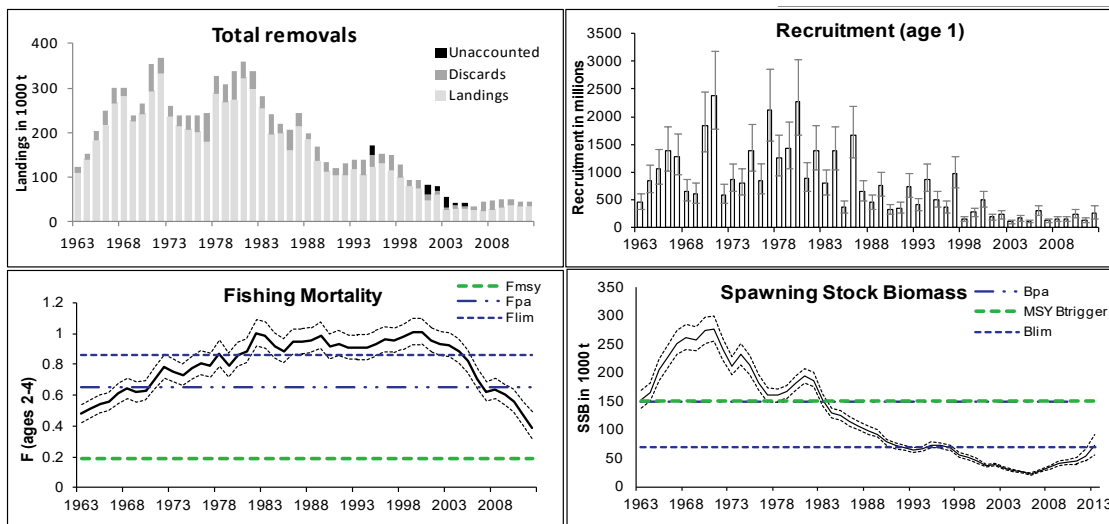 Total removals
Unaccounted
Discards
Landings
Landings in 1000 t
400
300
200
100
0
1963 1968 1973 1978 1983 1988 1993 1998 2003 2008
Recruitment (age 1)
Recruitment in millions
3500
3000
2500
2000
1500
1000
500
0
1963 1968 1973 1978 1983 1988 1993 1998 2003 2008
Fishing Mortality
Fmsy
Fpa
Flim
F (ages 2-4)
1.2
1
0.8
0.6
0.4
0.2
0
1963 1968 1973 1978 1983 1988 1993 1998 2003 2008
Spawning Stock Biomass
Bpa
MSY Btrigger
Blim
SSB in 1000 t
350
300
250
200
150
100
50
0
1963 1968 1973 1978 1983 1988 1993 1998 2003 2008 2013